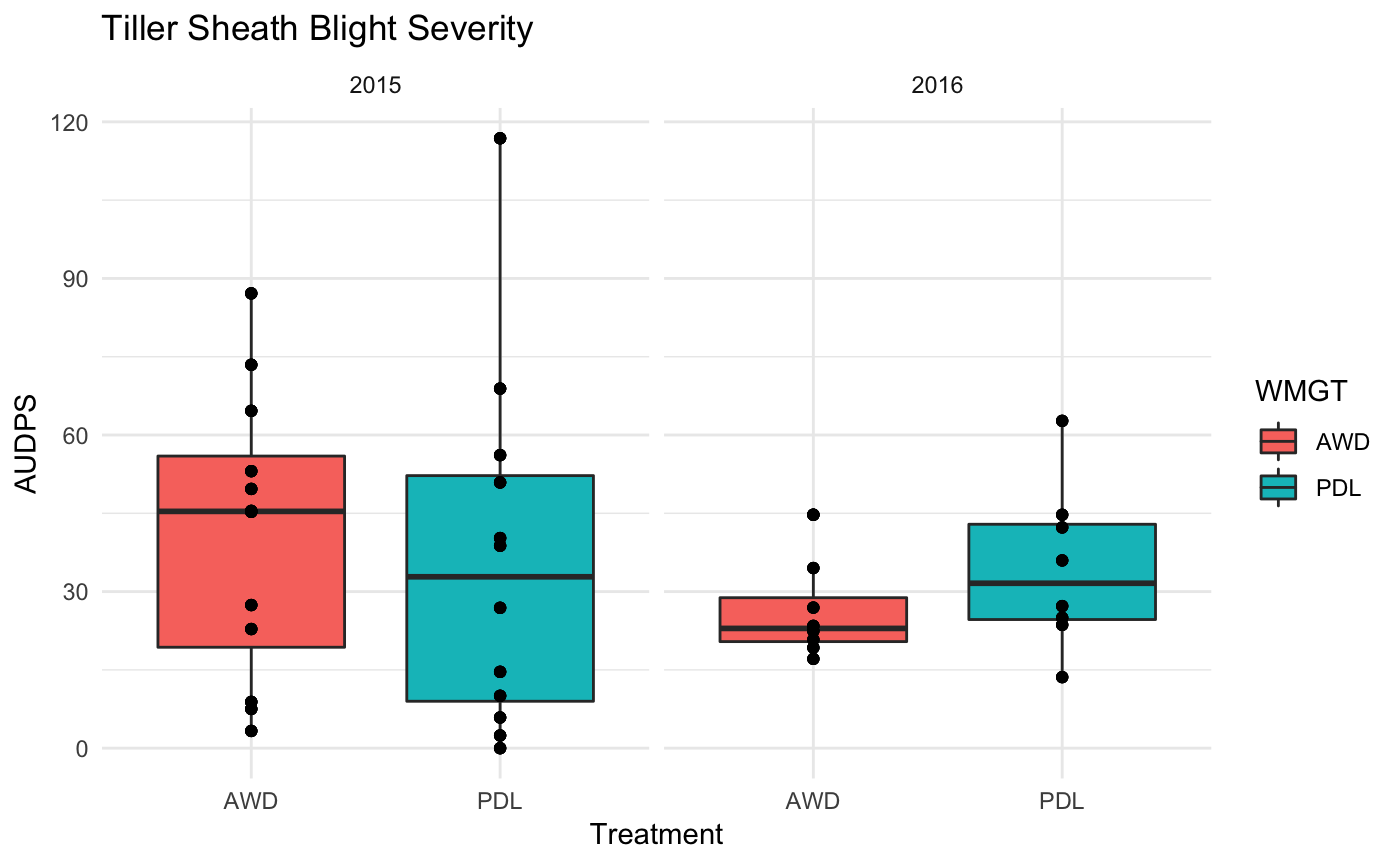 Tiller Sheath Blight Severity
2015
2016
120
90
60
30
0
AUDPS
AWD
PDL
AWD
PDL
Treatment
WMGT
AWD
PDL